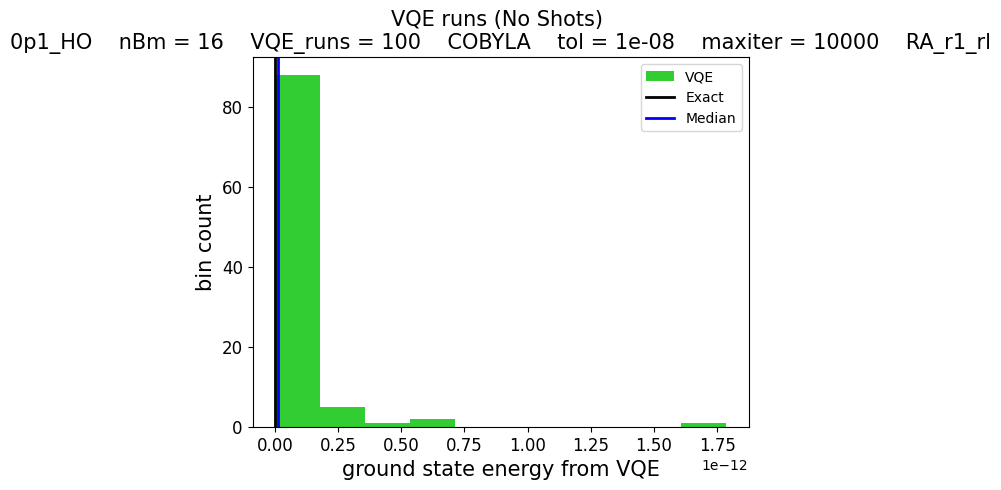 VQE runs (No Shots)
0p1_HO nBm = 16 VQE_runs = 100 COBYLA tol = 1e-08 maxiter = 10000 RA_r1_rl
VQE
Exact
Median
bin count
80
60
40
20
0
0.00 0.25 0.50 0.75 1.00 1.25 1.50 1.75
1e−12
ground state energy from VQE